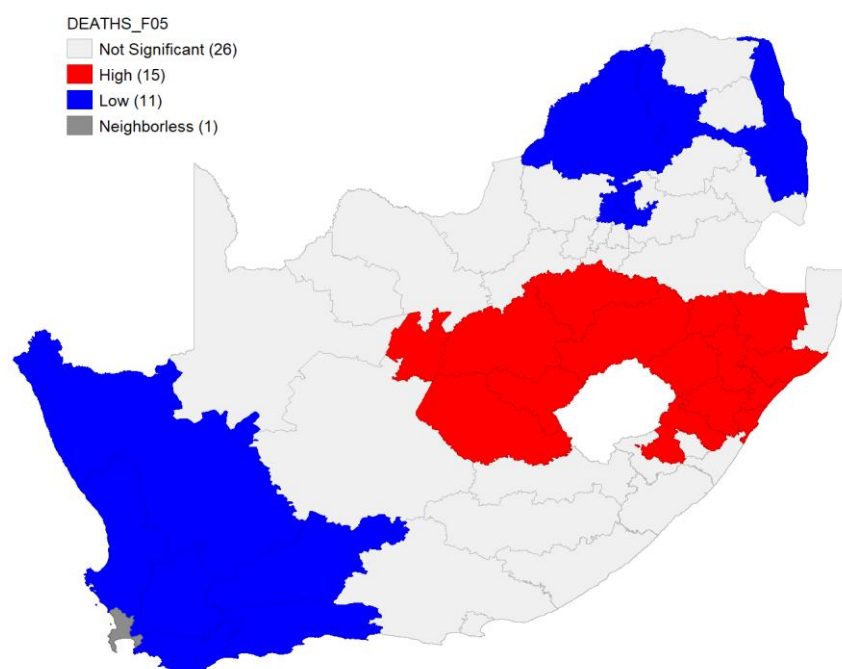 DEATHS_F05
Not Significant (26)
High (15)
Low (11)
Neighborless (1)